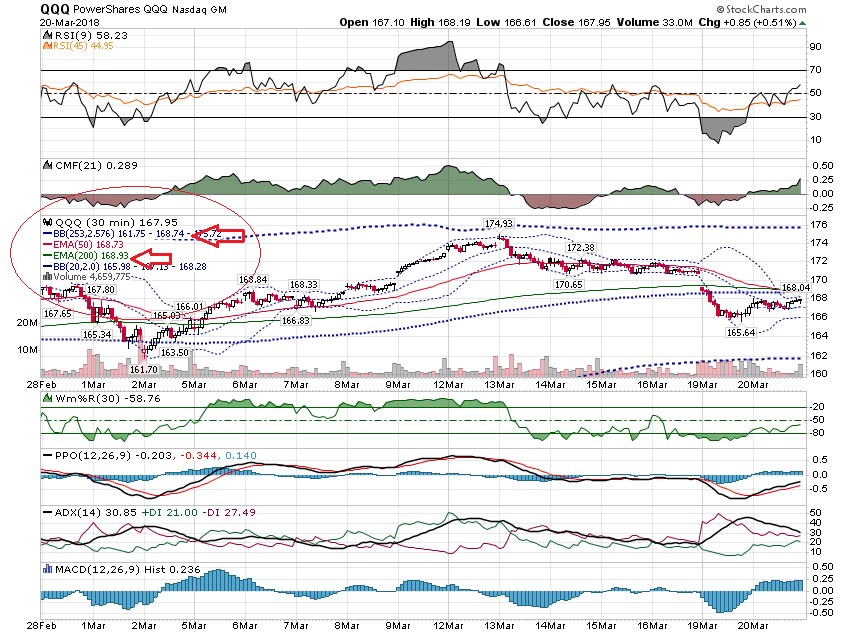 QQQ PowerShares QQQ Nasdaq GM © StockCharts.com
20-Mar-2018 Open 167.10 High 168.19 Low 166.61 Close 167.95 Volume 33.0M Chg +0.85 (+0.51%)
RSI(9) 58.23
RSI(45) 44.95
90
70
50
30
10
CMF(21) 0.289
0.50
0.25
0.00
-0.25
QQQ (30 min) 167.95
BB(253,2.576) 161.75 - 168.74 - 175.72
EMA(50) 168.73
EMA(200) 168.93
BB(20,2.0) 165.98 - 167.13 - 168.28
Volume 4,659,775
176
174
172
170
168
166
164
162
160
20M
10M
174.93
172.38
170.65
168.84
168.33
168.04
167.80
167.65
166.83
166.01
165.03
165.34
165.64
163.50
161.70
28Feb 1Mar 2Mar 5Mar 6Mar 7Mar 8Mar 9Mar 12Mar 13Mar 14Mar 15Mar 16Mar 19Mar 20Mar
Wm%R(30) -58.76
-20
-50
-80
PPO(12,26,9) -0.203, -0.344, 0.140
0.5
0.0
-0.5
ADX(14) 30.85 +DI 21.00 -DI 27.49
50
40
30
20
10
MACD(12,26,9) Hist 0.236
0.50
0.25
0.00
-0.25
-0.50
28Feb 1Mar 2Mar 5Mar 6Mar 7Mar 8Mar 9Mar 12Mar 13Mar 14Mar 15Mar 16Mar 19Mar 20Mar